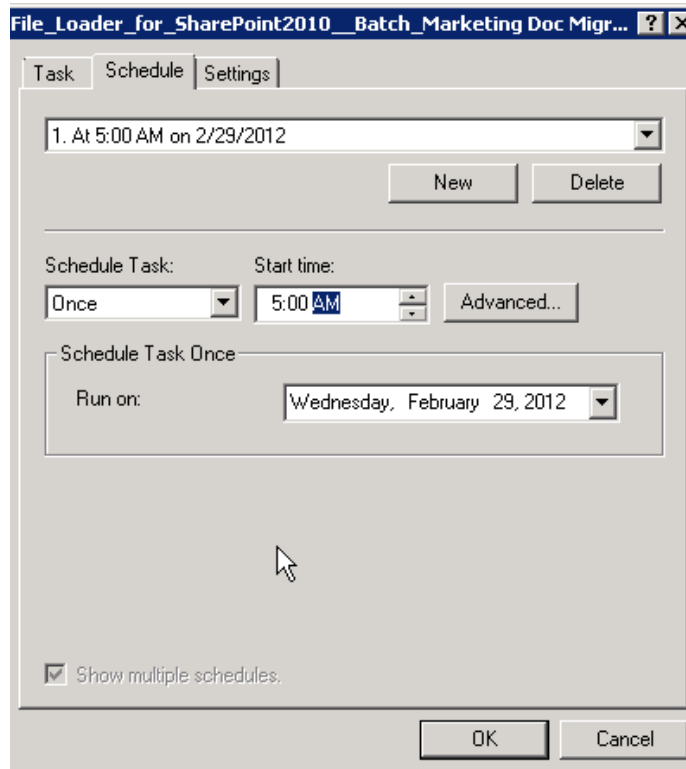 File_Loader_for_SharePoint2010__Batch_Marketing Doc Migr...
Task Schedule Settings
1. At 5:00 AM on 2/29/2012
New Delete
Schedule Task: Start time:
Once 5:00 AM Advanced...
Schedule Task Once
Run on: Wednesday, February 29, 2012
Show multiple schedules.
OK Cancel